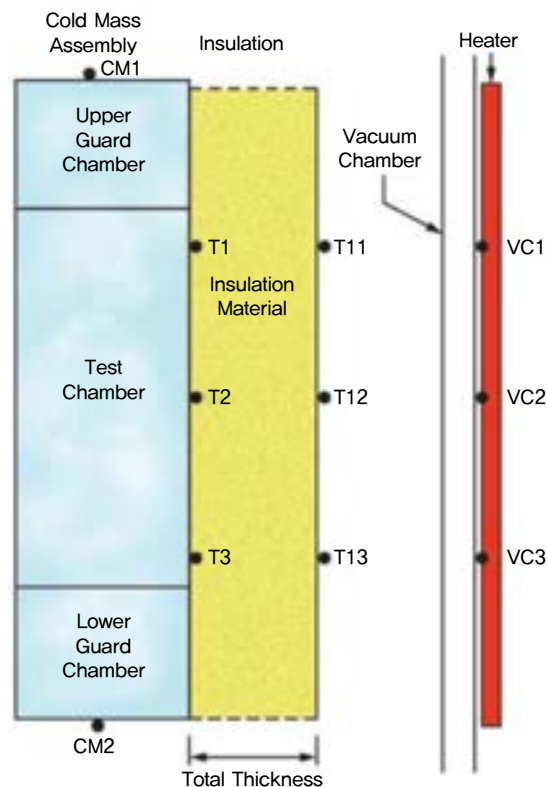 Cold Mass
Assembly
CM1
Insulation
Heater
Upper
Guard
Chamber
Vacuum
Chamber
T1
T11
VC1
Insulation
Material
Test
Chamber
T2
T12
VC2
T3
T13
VC3
Lower
Guard
Chamber
CM2
Total Thickness